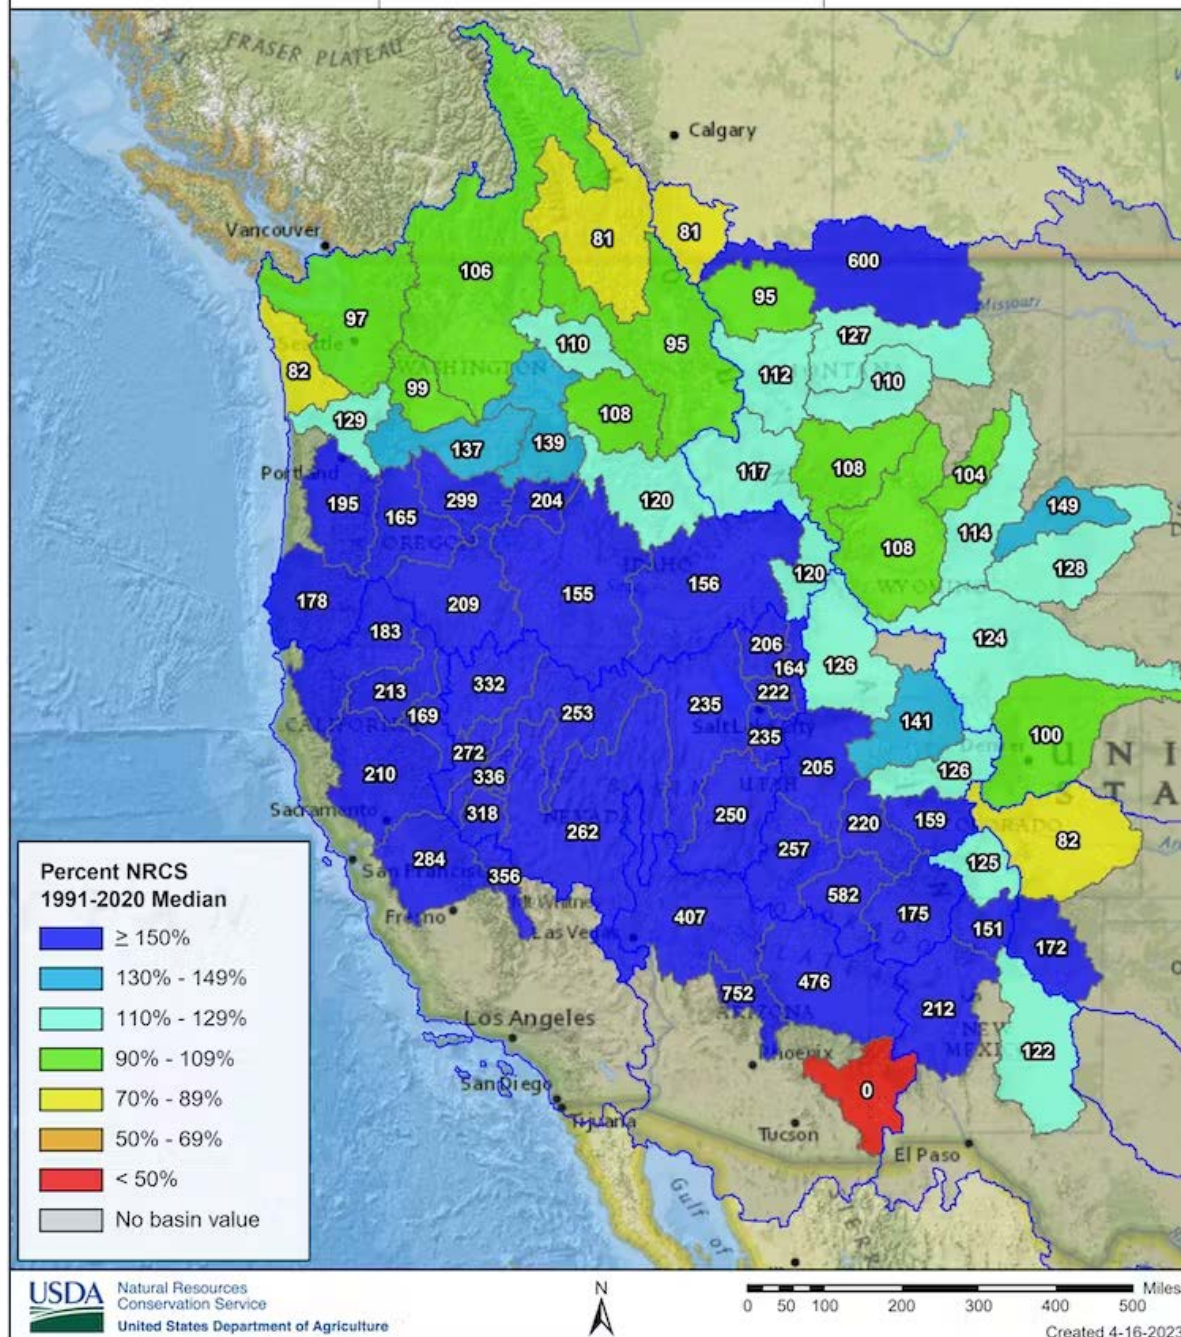 FRASER PLATEAU
Calgary
Vancouver
81
81
600
106
95
Missouri
97
127
Seattle
110
95
WASHINGTON
MONTANA
82
112
110
99
108
129
137
139
117
108
104
Portland
195
299
204
120
149
165
114
OREGON
108
128
IDAHO
120
178
209
155
156
WYOMING
183
206
124
164
126
332
213
222
235
169
253
141
CALIFORNIA
Salt Lake City
235
100
272
Denver
UNI
210
336
205
126
UTAH
STA
Sacramento
318
250
NEVADA
220
159
262
COLORADO
82
284
257
125
San Francisco
356
582
Mt Whitney
Fresno
407
175
151
Las Vegas
172
476
752
212
Los Angeles
ARIZONA
NEW
MEXI
122
Phoenix
San Diego
0
Tijuana
Tucson
El Paso
Gulf of
Percent NRCS
1991-2020 Median
≥ 150%
130% - 149%
110% - 129%
90% - 109%
70% - 89%
50% - 69%
< 50%
No basin value
USDA
Natural Resources
Conservation Service
United States Department of Agriculture
N
Miles
0 50 100 200 300 400 500
Created 4-16-2023